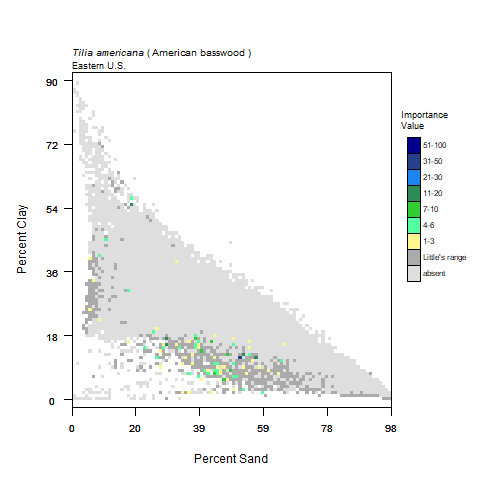 Tilia americana ( American basswood )
Eastern U.S.
90
72
54
36
18
0
Percent Clay
0
20
39
59
78
98
Percent Sand
Importance
Value
51-100
31-50
21-30
11-20
7-10
4-6
1-3
Little's range
absent